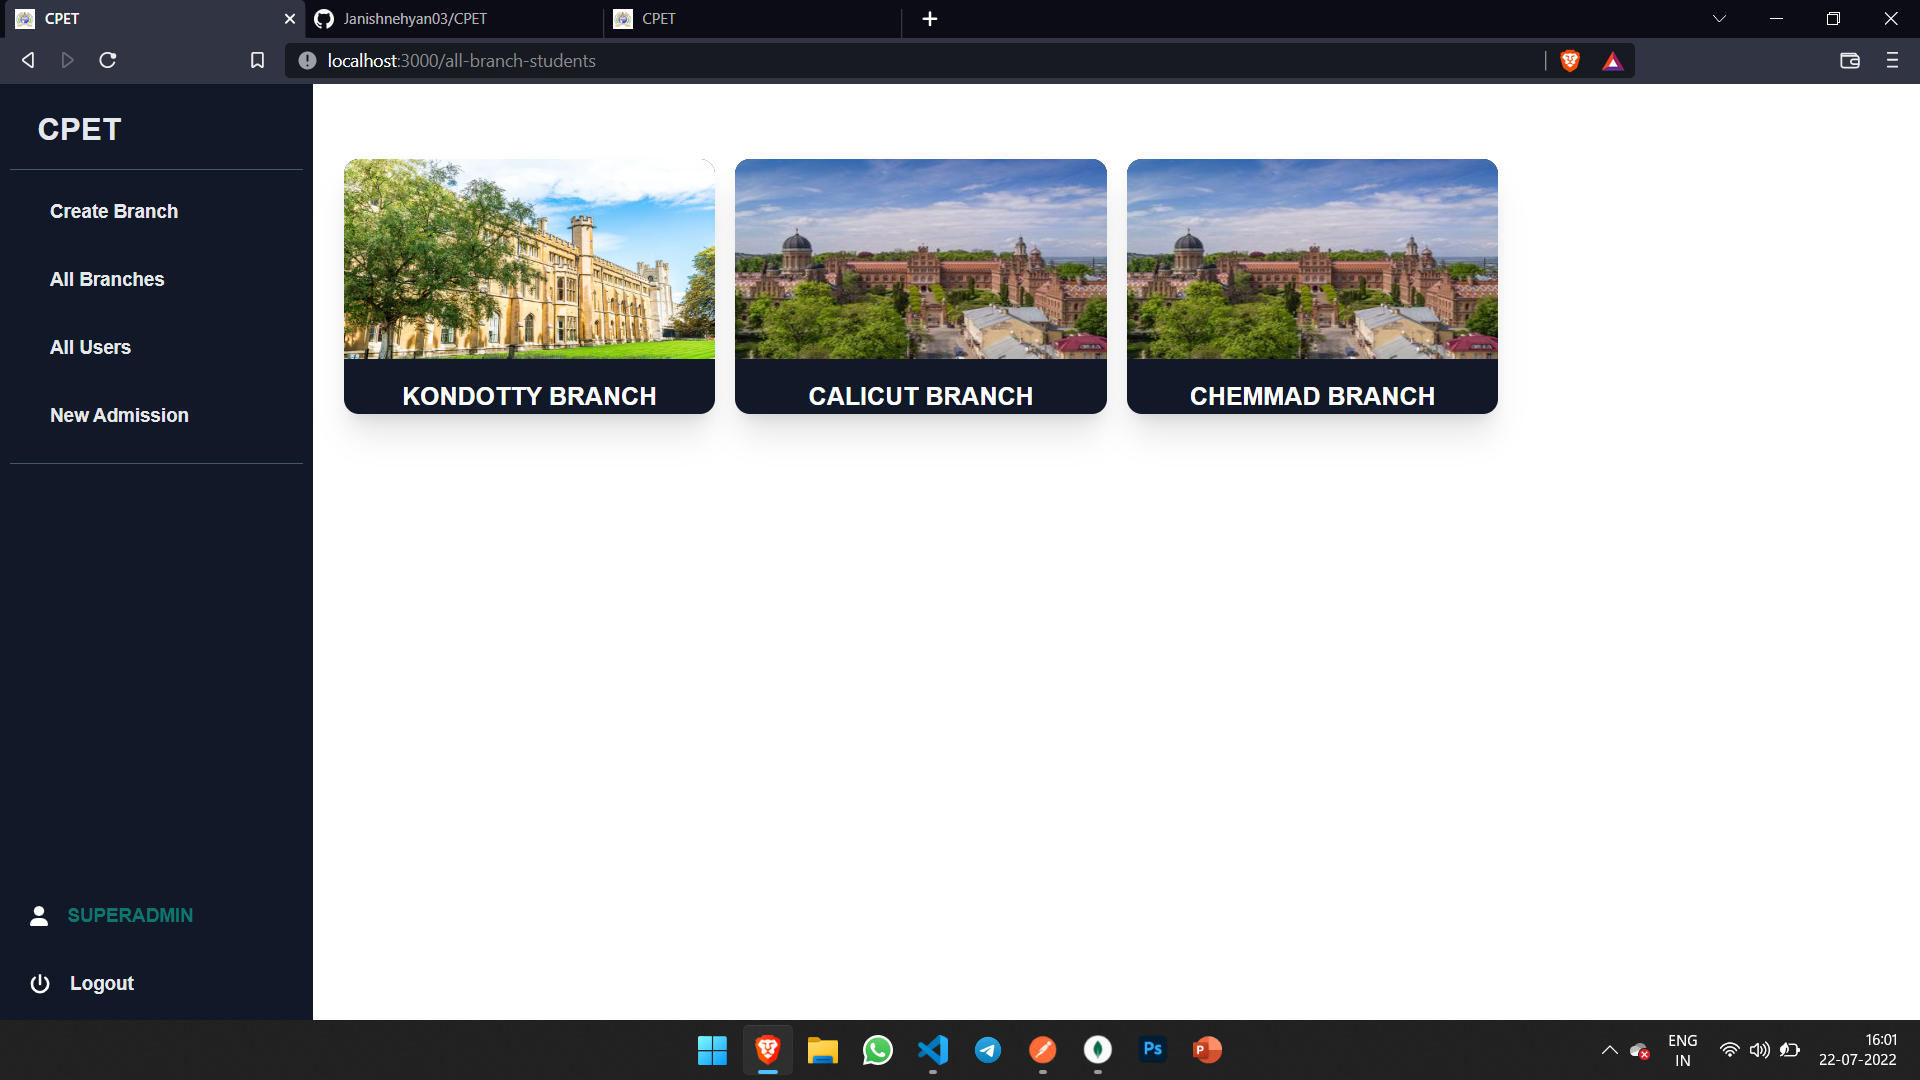 CPET
Janishnehyan03/CPET
CPET
localhost:3000/all-branch-students
CPET
Create Branch
All Branches
All Users
New Admission
KONDOTTY BRANCH
CALICUT BRANCH
CHEMMAD BRANCH
SUPERADMIN
Logout
Ps
P
ENG
IN
16:01
22-07-2022